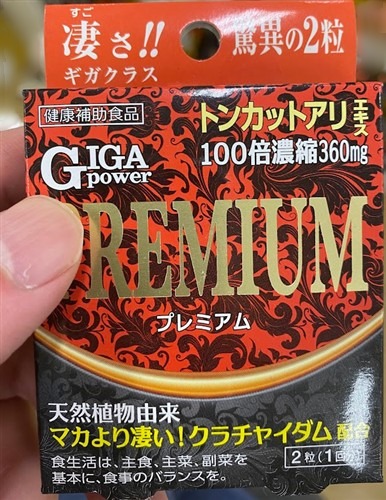 すご
凄さ!!
ギガクラス
驚異の2粒
健康補助食品
トンカットアリエキス
100倍濃縮360mg
GIGA
power
PREMIUM
プレミアム
天然植物由来
マカより凄い!クラチャイダム配合
食生活は、主食、主菜、副菜を
基本に、食事のバランスを。
2粒(1回分)